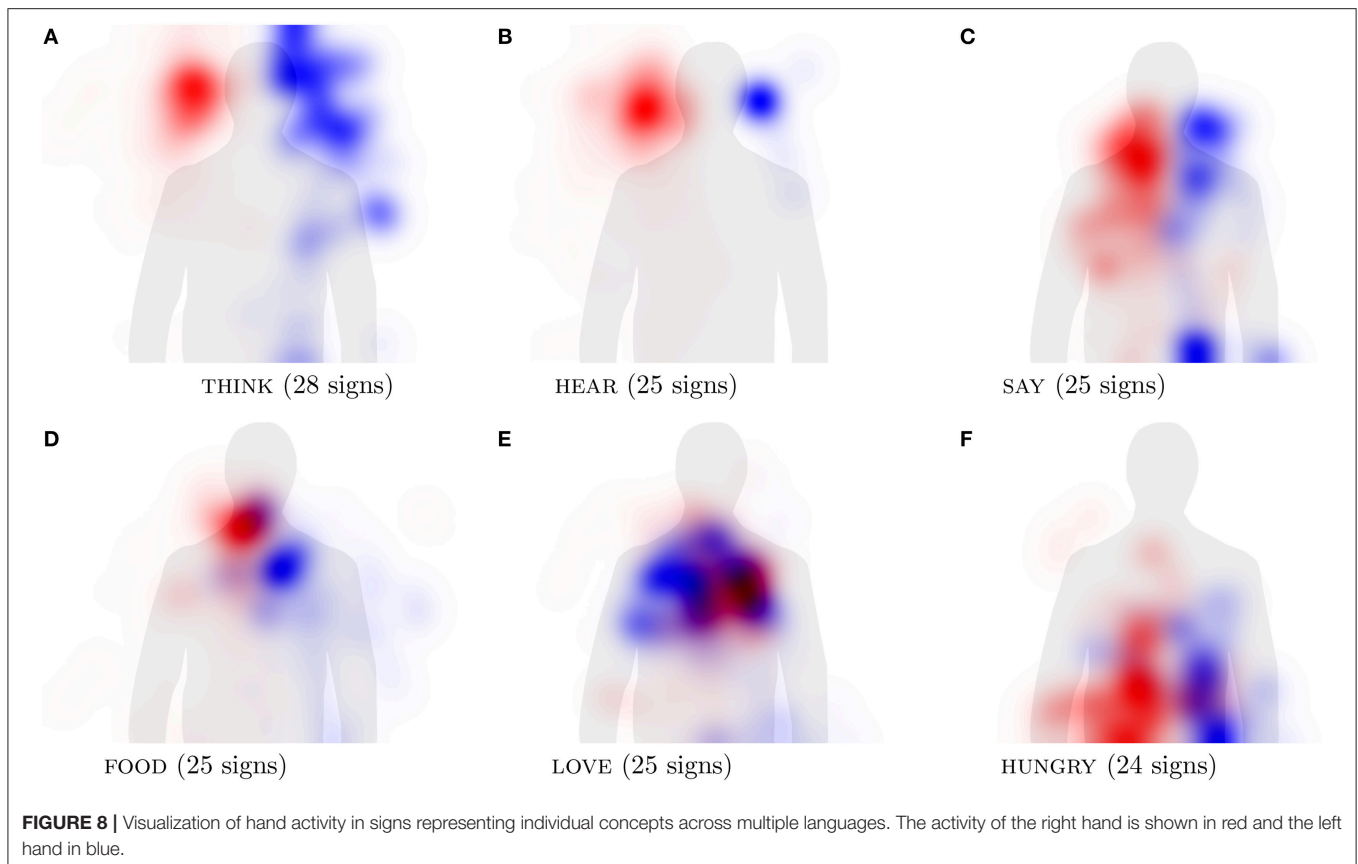 A
B
C
THINK (28 signs)
HEAR (25 signs)
SAY (25 signs)
D
E
F
FOOD (25 signs)
LOVE (25 signs)
HUNGRY (24 signs)
FIGURE 8 | Visualization of hand activity in signs representing individual concepts across multiple languages. The activity of the right hand is shown in red and the left
hand in blue.